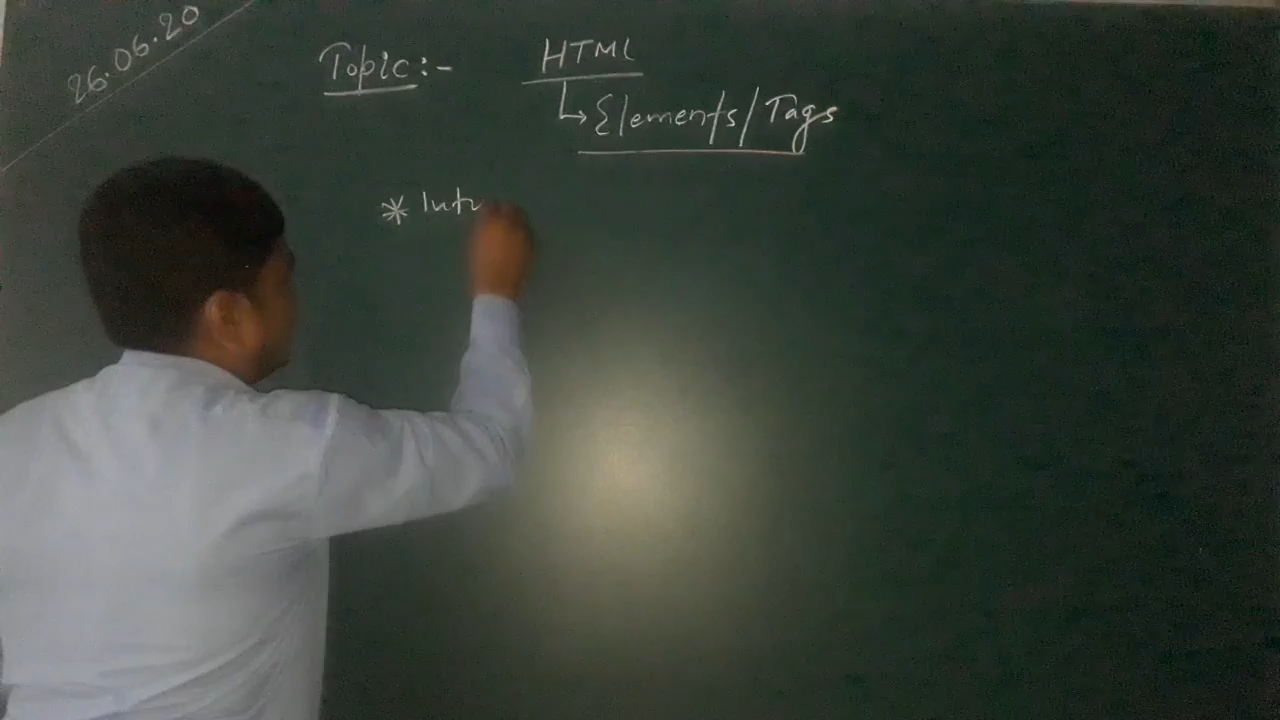 26.06.20
Topic:- HTML
↳ Elements/Tags
* Intr